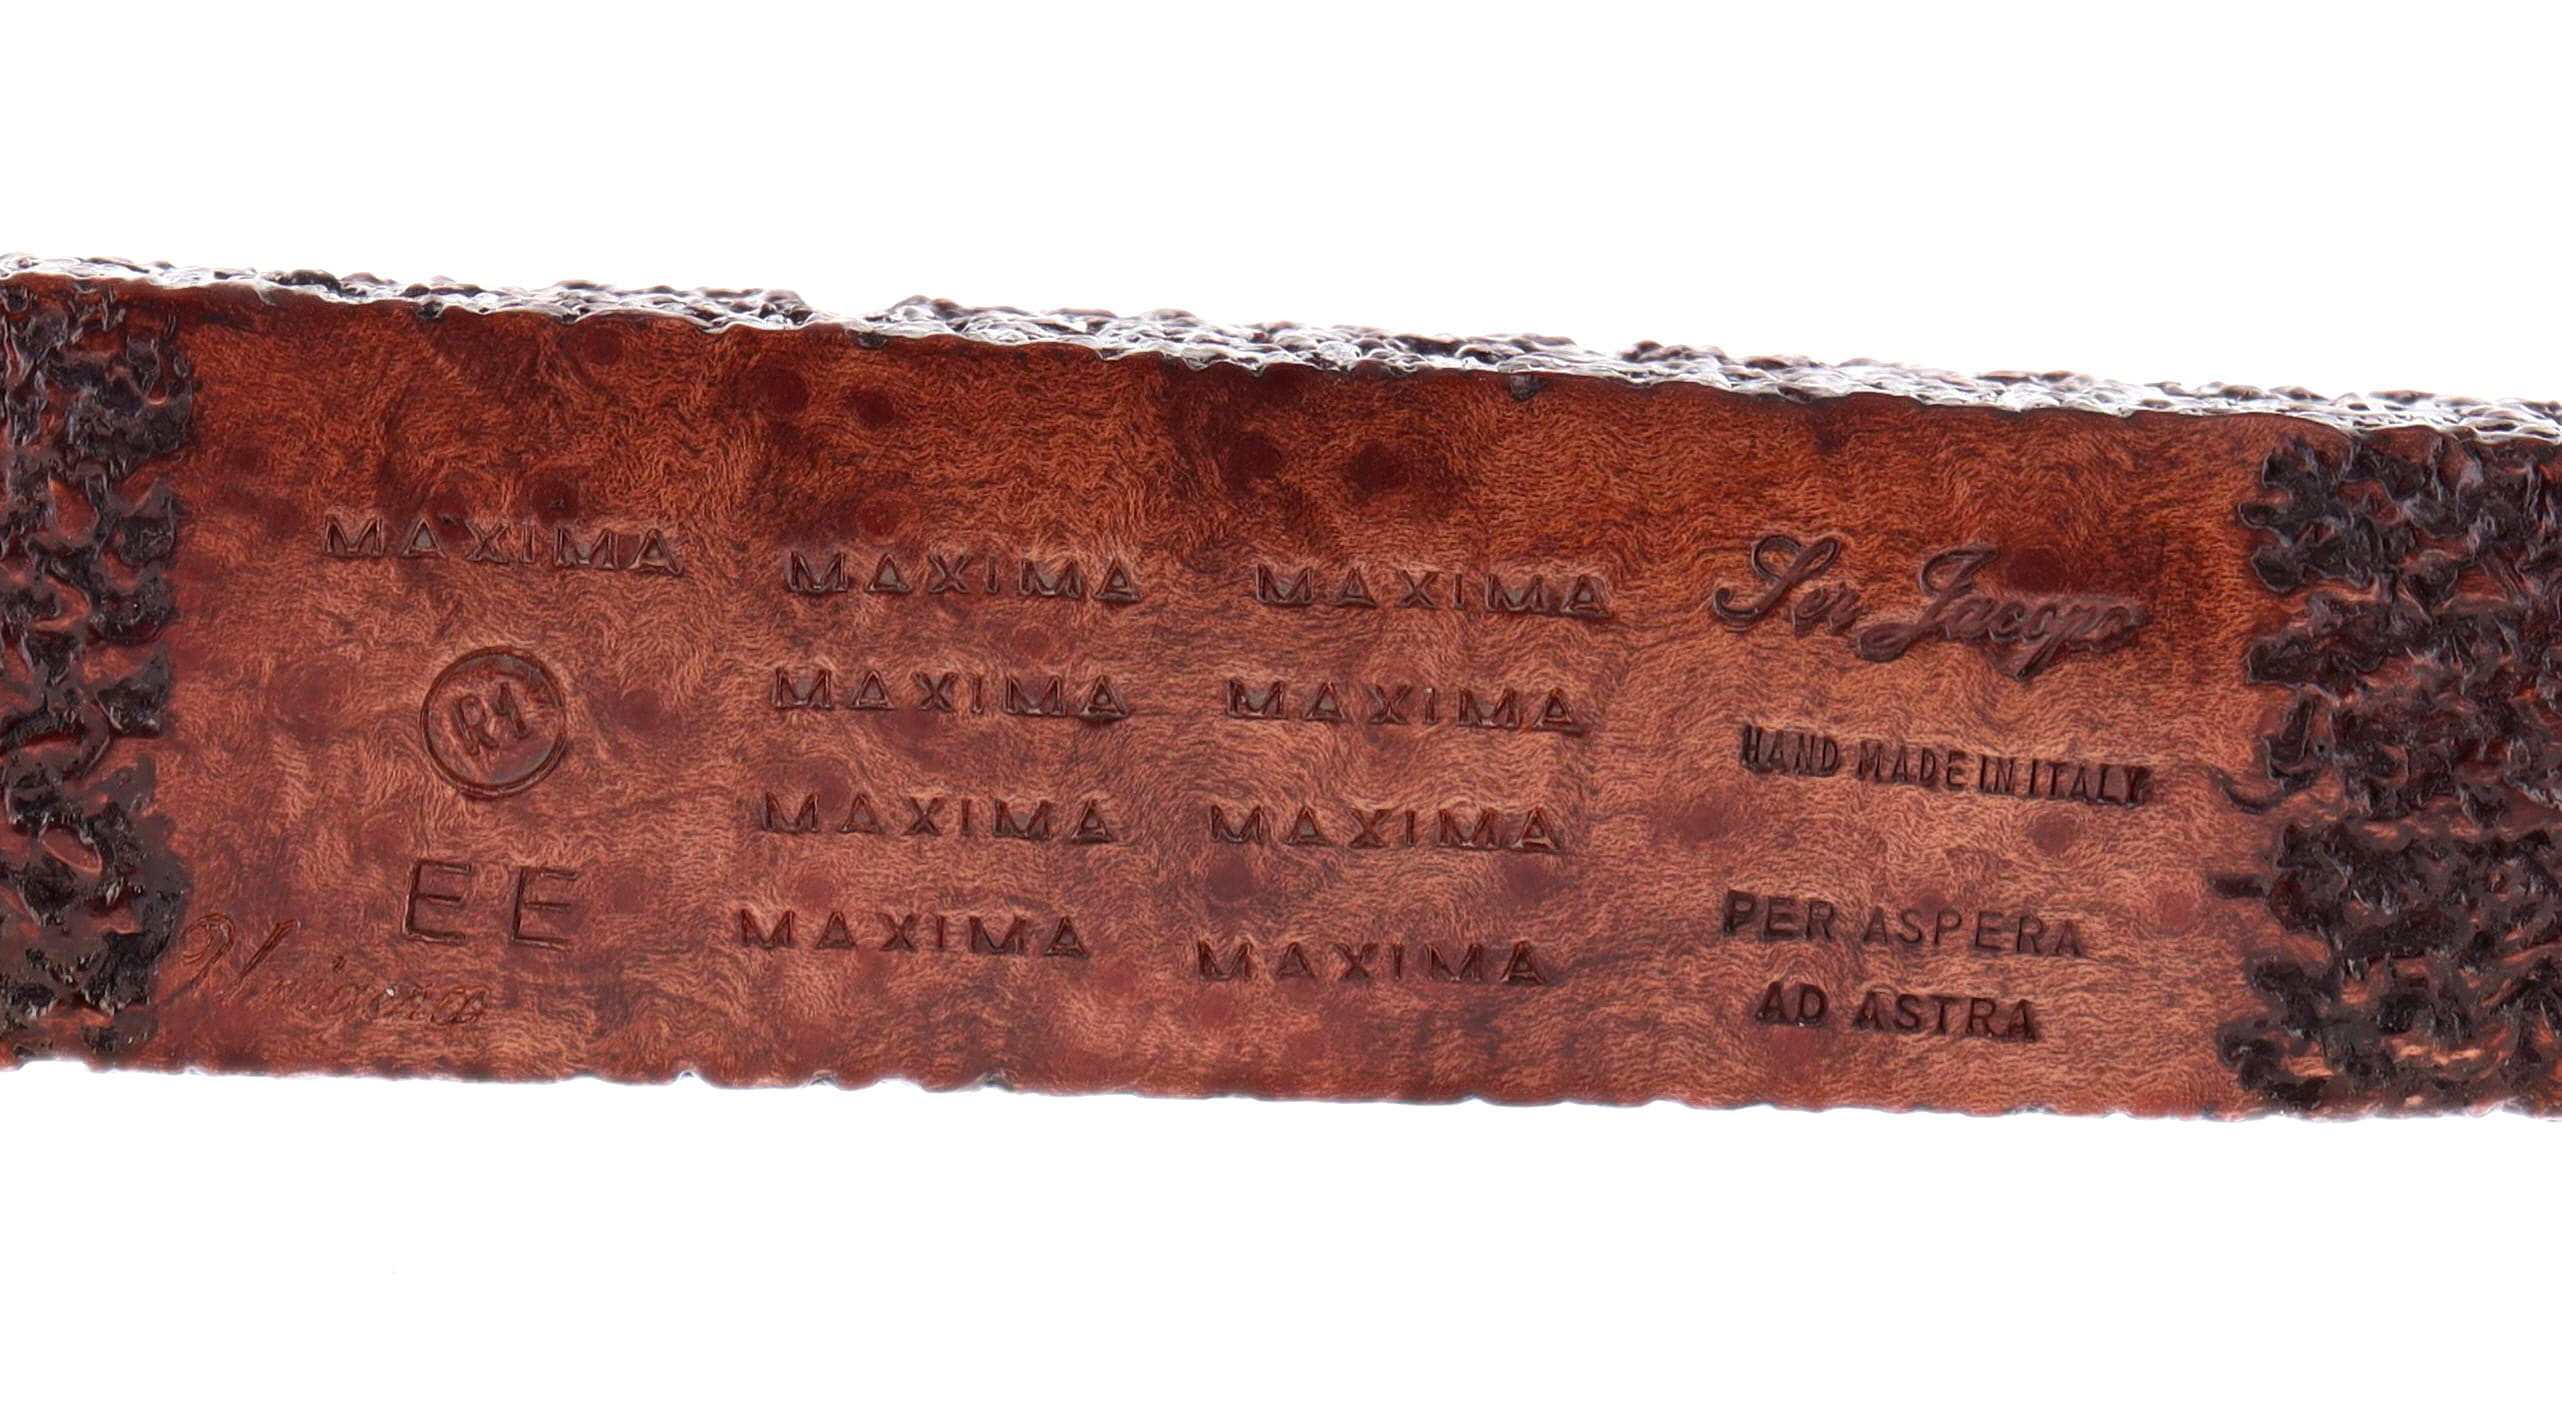 MAXIMA MAXIMA MAXIMA Ser Jacopo
R1 MAXIMA MAXIMA HAND MADE IN ITALY
MAXIMA MAXIMA
EE MAXIMA MAXIMA PER ASPERA
AD ASTRA